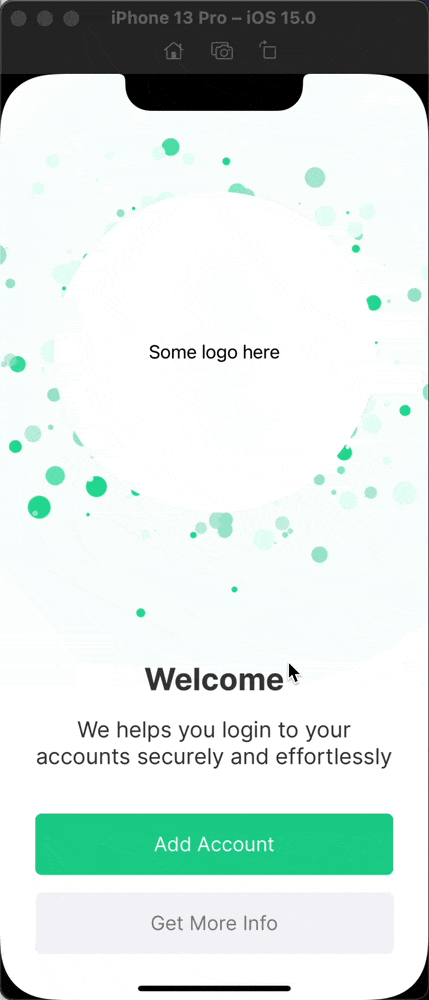 iPhone 13 Pro – iOS 15.0
Some logo here
Welcome
We helps you login to your
accounts securely and effortlessly
Add Account
Get More Info